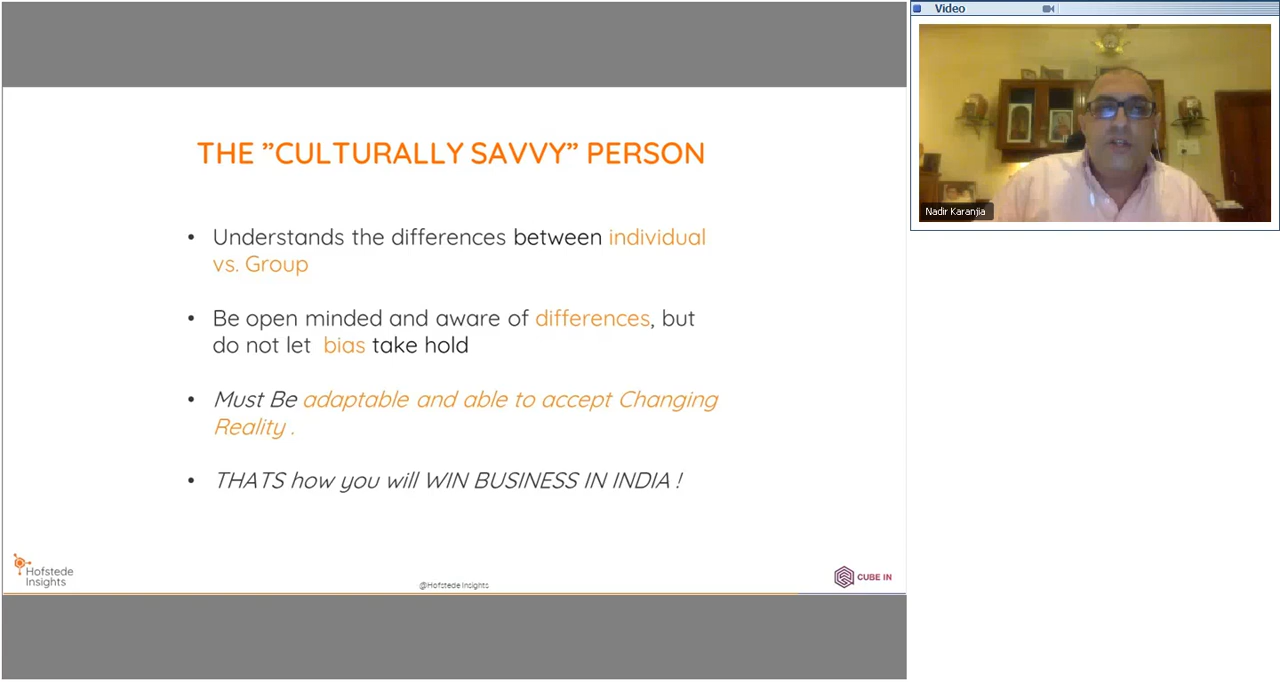 THE ”CULTURALLY SAVVY” PERSON
• Understands the differences between individual
vs. Group
• Be open minded and aware of differences, but
do not let bias take hold
• Must Be adaptable and able to accept Changing
Reality .
• THATS how you will WIN BUSINESS IN INDIA !
Hofstede
Insights
@Hofstede Insights
CUBE IN
Video
Nadir Karanjia